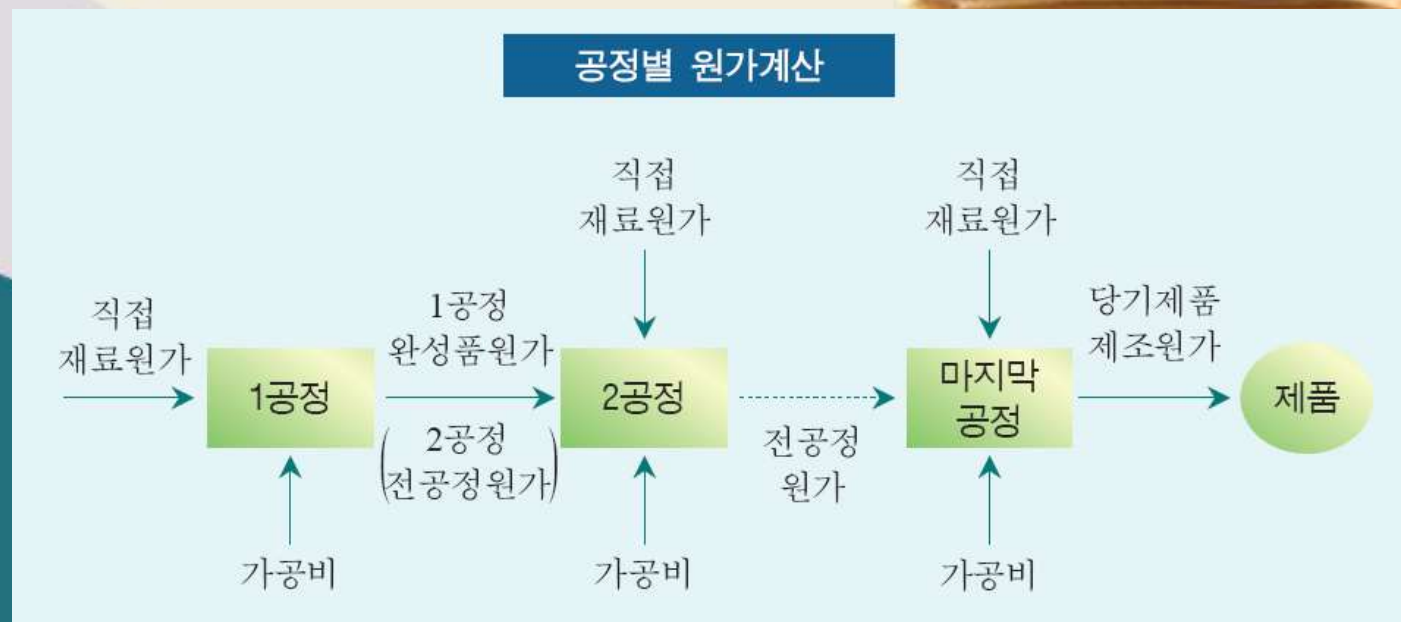 공정별 원가계산
직접
재료원가
직접
재료원가
직접
재료원가
1공정
완성품원가
당기제품
제조원가
1공정
2공정
마지막
공정
제품
(2공정
전공정원가)
전공정
원가
가공비
가공비
가공비